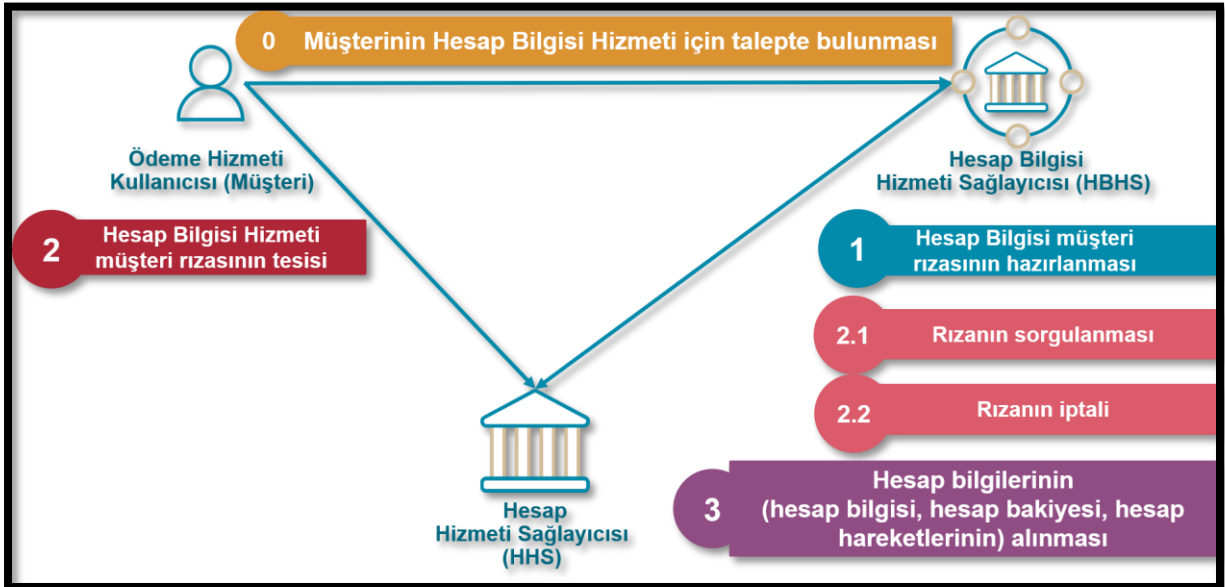 0 Müşterinin Hesap Bilgisi Hizmeti için talepte bulunması
Ödeme Hizmeti
Kullanıcısı (Müşteri)
Hesap Bilgisi
Hizmeti Sağlayıcısı (HBHS)
2
Hesap Bilgisi Hizmeti
müşteri rızasının tesisi
1
Hesap Bilgisi müşteri
rızasının hazırlanması
2.1 Rızanın sorgulanması
2.2 Rızanın iptali
Hesap
Hizmeti Sağlayıcısı
(HHS)
3
Hesap bilgilerinin
(hesap bilgisi, hesap bakiyesi, hesap
hareketlerinin) alınması